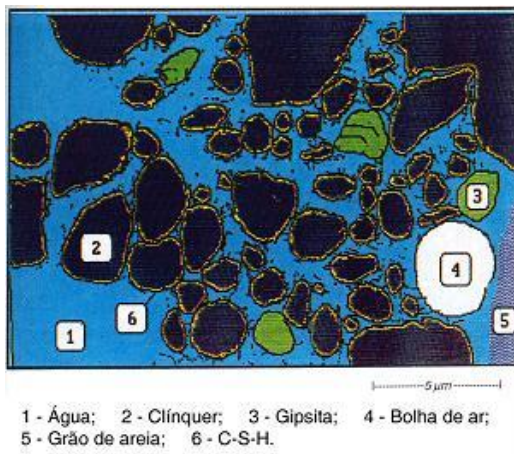 3
2
4
6
5
1
5 µm
1 - Água; 2 - Clínquer; 3 - Gipsita; 4 - Bolha de ar;
5 - Grão de areia; 6 - C-S-H.